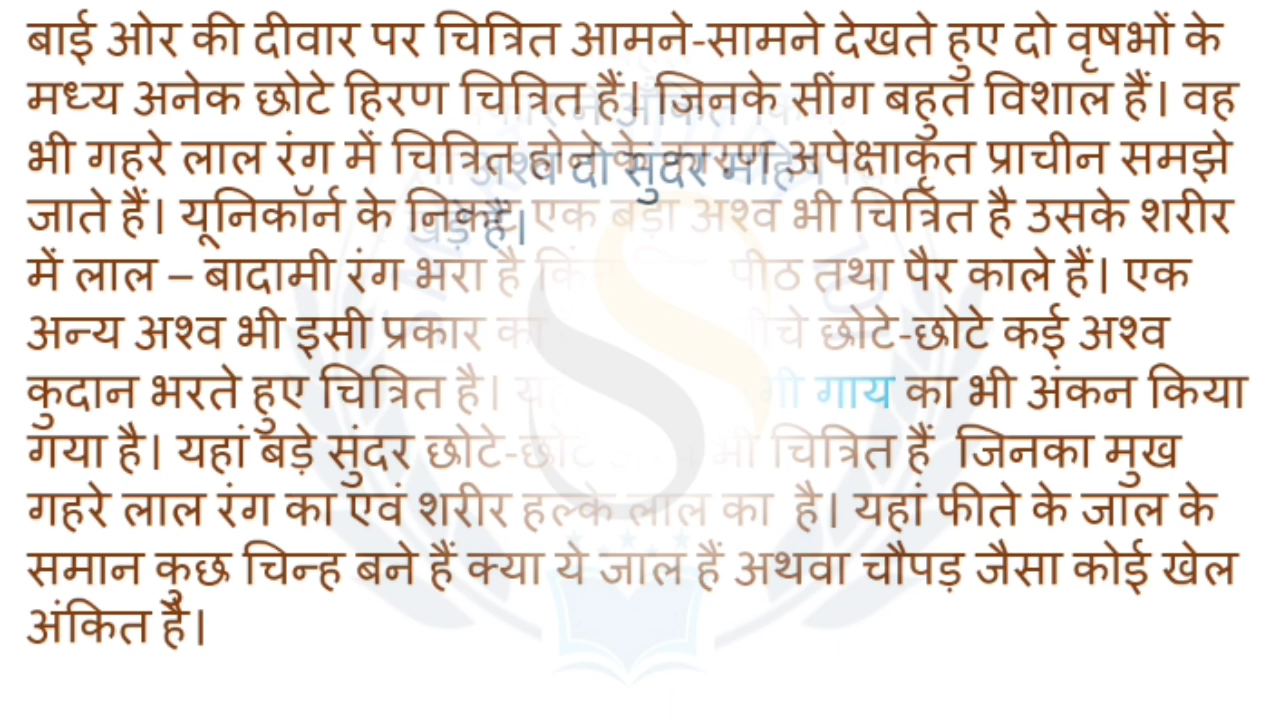 बाई ओर की दीवार पर चित्रित आमने-सामने देखते हुए दो वृषभों के
मध्य अनेक छोटे हिरण चित्रित हैं। जिनके सींग बहुत विशाल हैं। वह
भी गहरे लाल रंग में चित्रित होने के कारण अपेक्षाकृत प्राचीन समझे
जाते हैं। यूनिकॉर्न के निकट एक बड़ा अश्व भी चित्रित है उसके शरीर
में लाल – बादामी रंग भरा है पीठ तथा पैर काले हैं। एक
अन्य अश्व भी इसी प्रकार का छोटे-छोटे कई अश्व
कुदान भरते हुए चित्रित है। गाय का भी अंकन किया
गया है। यहां बड़े सुंदर छोटे-छोटे भी चित्रित हैं जिनका मुख
गहरे लाल रंग का एवं शरीर हल्के लाल का है। यहां फीते के जाल के
समान कुछ चिन्ह बने हैं क्या ये जाल हैं अथवा चौपड़ जैसा कोई खेल
अंकित है।